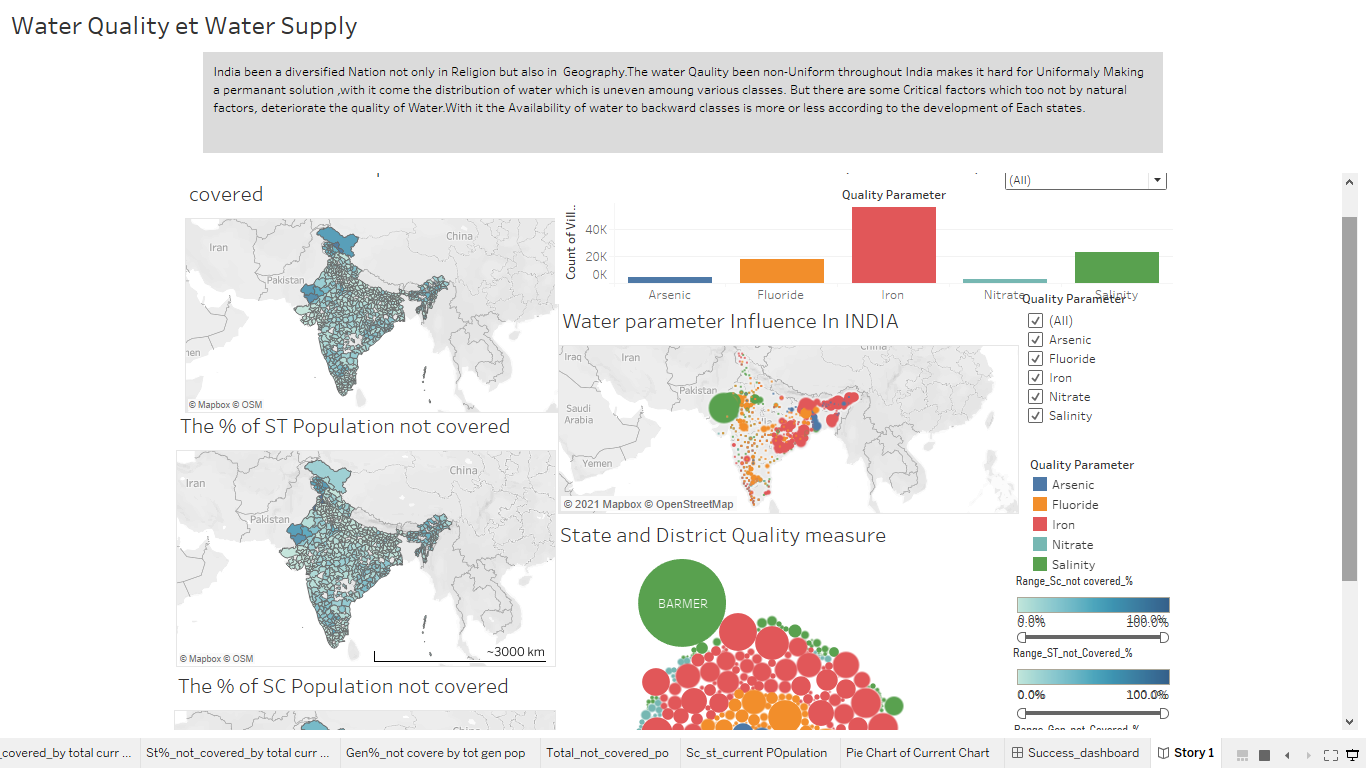 Water Quality et Water Supply
India been a diversified Nation not only in Religion but also in Geography.The water Qaulity been non-Uniform throughout India makes it hard for Uniformaly Making
a permanant solution ,with it come the distribution of water which is uneven amoung various classes. But there are some Critical factors which too not by natural
factors, deteriorate the quality of Water.With it the Availability of water to backward classes is more or less according to the development of Each states.
covered
Iran
China
Pakistan
© Mapbox © OSM
The % of ST Population not covered
Iran
China
Pakistan
~3000 km
© Mapbox © OSM
The % of SC Population not covered
(All)
Quality Parameter
Count of Vill..
40K
20K
0K
Arsenic
Fluoride
Iron
Nitrate
Salinity
Quality Parameter
(All)
Arsenic
Fluoride
Iron
Nitrate
Salinity
Water parameter Influence In INDIA
Iraq
Iran
China
Pakistan
Saudi
Arabia
Yemen
© 2021 Mapbox © OpenStreetMap
Quality Parameter
Arsenic
Fluoride
Iron
Nitrate
Salinity
State and District Quality measure
BARMER
Range_Sc_not covered_%
0.0%
100.0%
Range_ST_not_Covered_%
0.0%
100.0%
Range_Gen_not_Covered_%
_covered_by total curr ...
St%_not_covered_by total curr ...
Gen%_not covere by tot gen pop
Total_not_covered_po
Sc_st_current POpulation
Pie Chart of Current Chart
Success_dashboard
Story 1